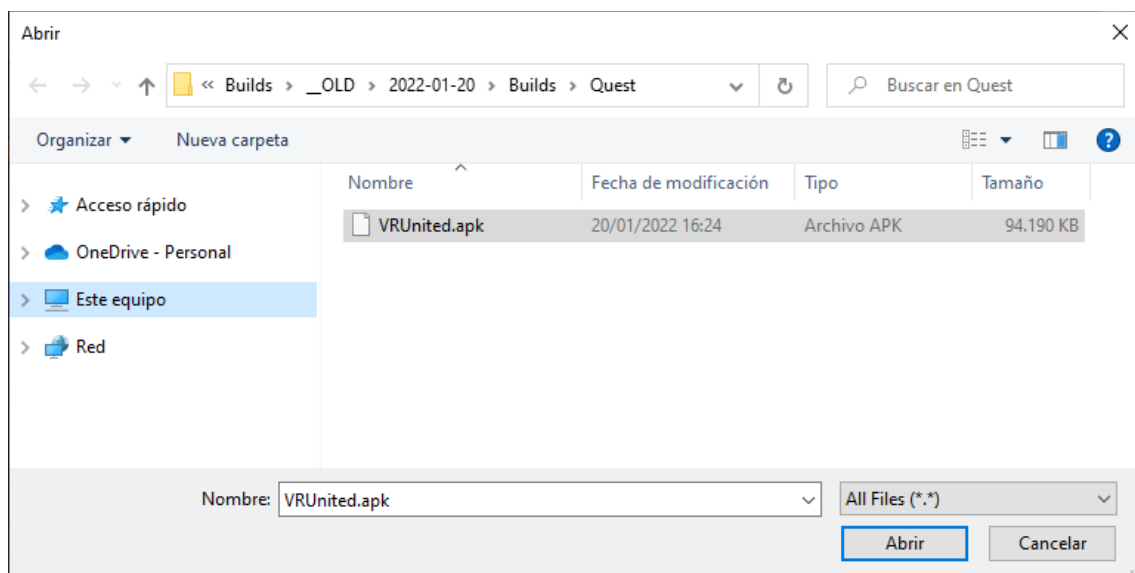 Abrir
« Builds > __OLD > 2022-01-20 > Builds > Quest
Buscar en Quest
Organizar
Nueva carpeta
Nombre
Fecha de modificación
Tipo
Tamaño
Acceso rápido
OneDrive - Personal
Este equipo
Red
VRUnited.apk
20/01/2022 16:24
Archivo APK
94.190 KB
Nombre: VRUnited.apk
All Files (*.*)
Abrir
Cancelar